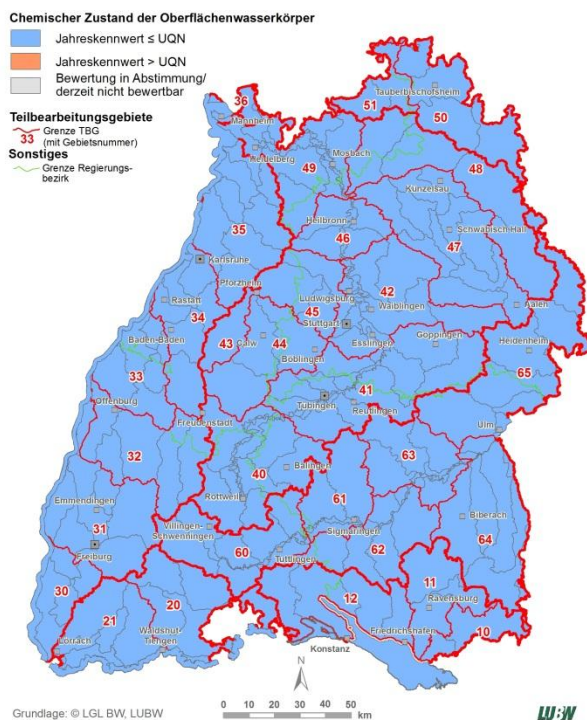 Chemischer Zustand der Oberflächenwasserkörper
Jahreskennwert ≤ UQN
Jahreskennwert > UQN
Bewertung in Abstimmung/
derzeit nicht bewertbar
Teilbearbeitungsgebiete
33 Grenze TBG
(mit Gebietsnummer)
Sonstiges
Grenze Regierungs-
bezirk
36
Mannheim
Heidelberg
51
Tauberbischofsheim
50
49
Mosbach
48
Künzelsau
Heilbronn
46
Schwäbisch Hall
47
35
Karlsruhe
Pforzheim
Rastatt
34
Baden-Baden
Ludwigsburg
45
Stuttgart
42
Waiblingen
Aalen
43
Calw
44
Böblingen
Esslingen
Göppingen
Heidenheim
65
33
Offenburg
Freudenstadt
41
Tübingen
Reutlingen
Ulm
32
40
Balingen
63
Rottweil
61
Emmendingen
31
Freiburg
Villingen-
Schwenningen
60
Tuttlingen
Sigmaringen
62
Biberach
64
30
21
20
Lörrach
Waldshut-
Tiengen
12
11
Ravensburg
10
Friedrichshafen
Konstanz
N
Grundlage: © LGL BW, LUBW
0 10 20 30 40 50
km
LUBW